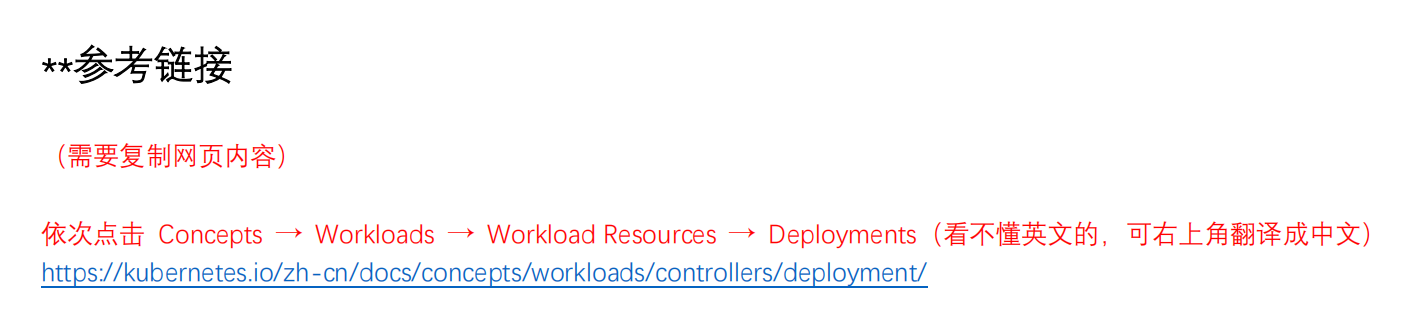 **参考链接
（需要复制网页内容）
依次点击 Concepts → Workloads → Workload Resources → Deployments（看不懂英文的，可右上角翻译成中文）
https://kubernetes.io/zh-cn/docs/concepts/workloads/controllers/deployment/